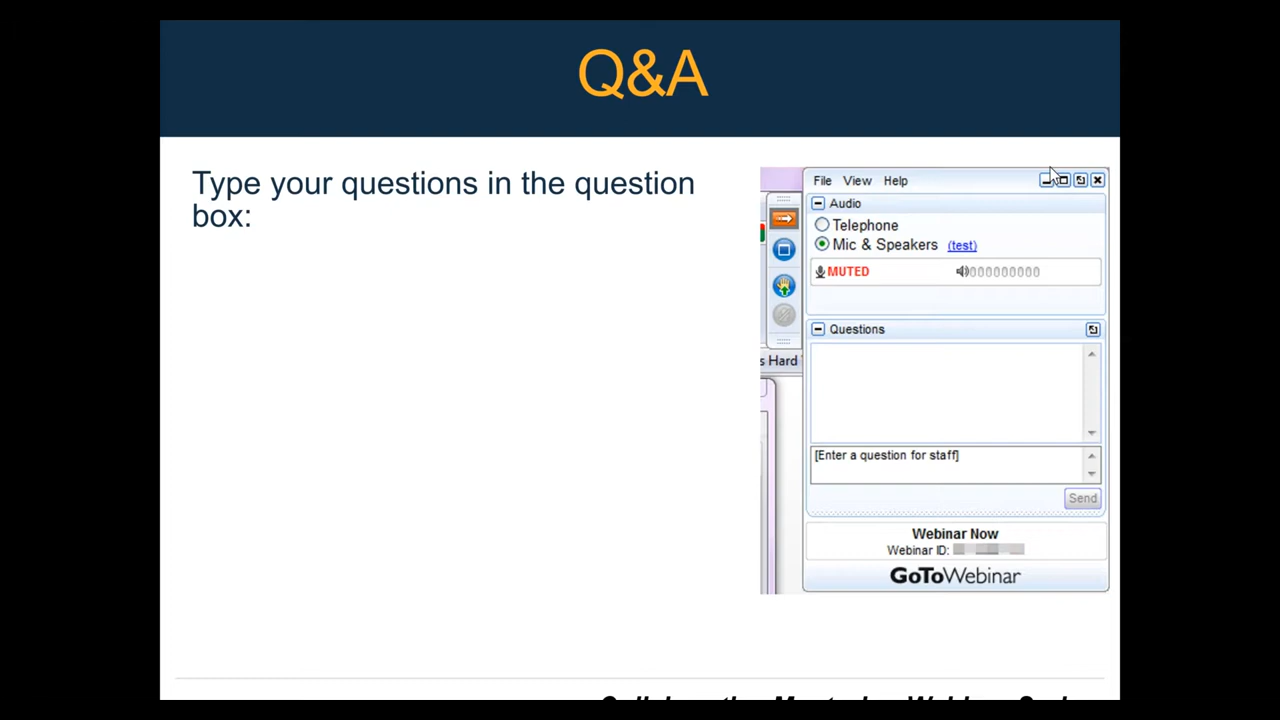 Q&A
Type your questions in the question
box:
File View Help
Audio
Telephone
Mic & Speakers (test)
MUTED
Questions
s Hard
[Enter a question for staff]
Send
Webinar Now
Webinar ID:
GoToWebinar